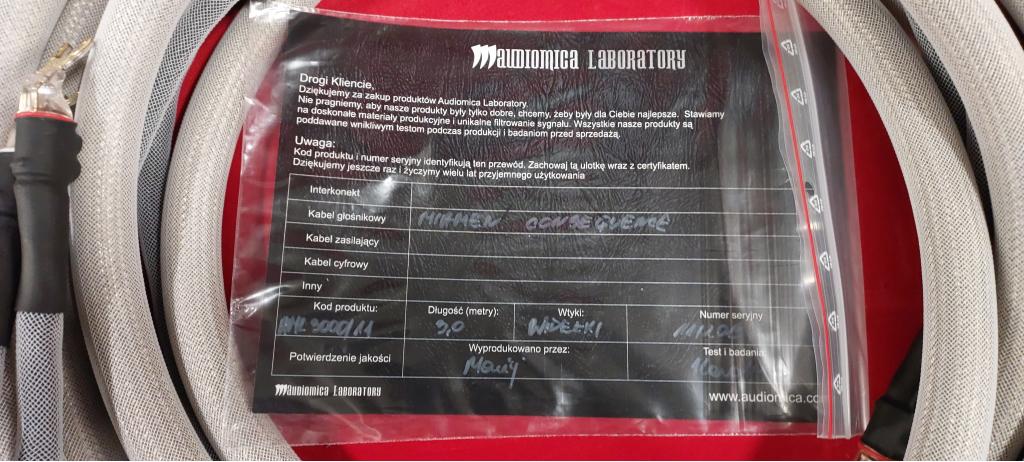 AUDIOMICA LABORATORY
Drogi Kliencie,
Dziękujemy za zakup produktów Audiomica Laboratory.
Nie pragniemy, aby nasze produkty były tylko dobre, chcemy, żeby były dla Ciebie najlepsze. Stawiamy
na doskonałe materiały produkcyjne i unikalne filtrowanie sygnału. Wszystkie nasze produkty są
poddawane wnikliwym testom podczas produkcji i badaniom przed sprzedażą.
Uwaga:
Kod produktu i numer seryjny identyfikują ten przewód. Zachowaj tą ulotkę wraz z certyfikatem.
Dziękujemy jeszcze raz i życzymy wielu lat przyjemnego użytkowania
Interkonekt
Kabel głośnikowy MIAMEN CONSEQUENCE
Kabel zasilający
Kabel cyfrowy
Inny
Kod produktu: Długość (metry): Wtyki: Numer seryjny
3,0 WIDEŁKI
Potwierdzenie jakości Wyprodukowano przez: Test i badania
AUDIOMICA LABORATORY
www.audiomica.co